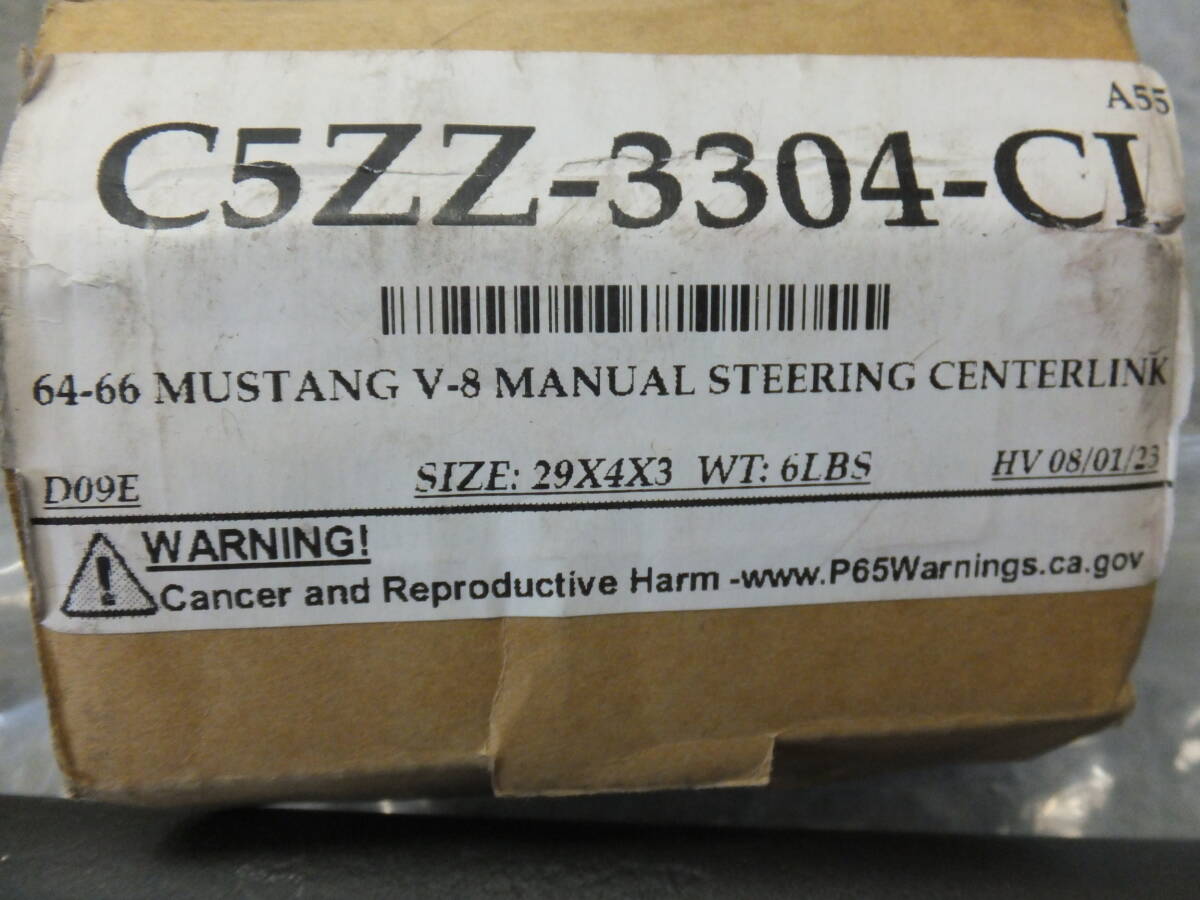 A55
C5ZZ-3304-CL
64-66 MUSTANG V-8 MANUAL STEERING CENTERLINK
D09E SIZE: 29X4X3 WT: 6LBS HV 08/01/23
WARNING!
Cancer and Reproductive Harm -www.P65Warnings.ca.gov